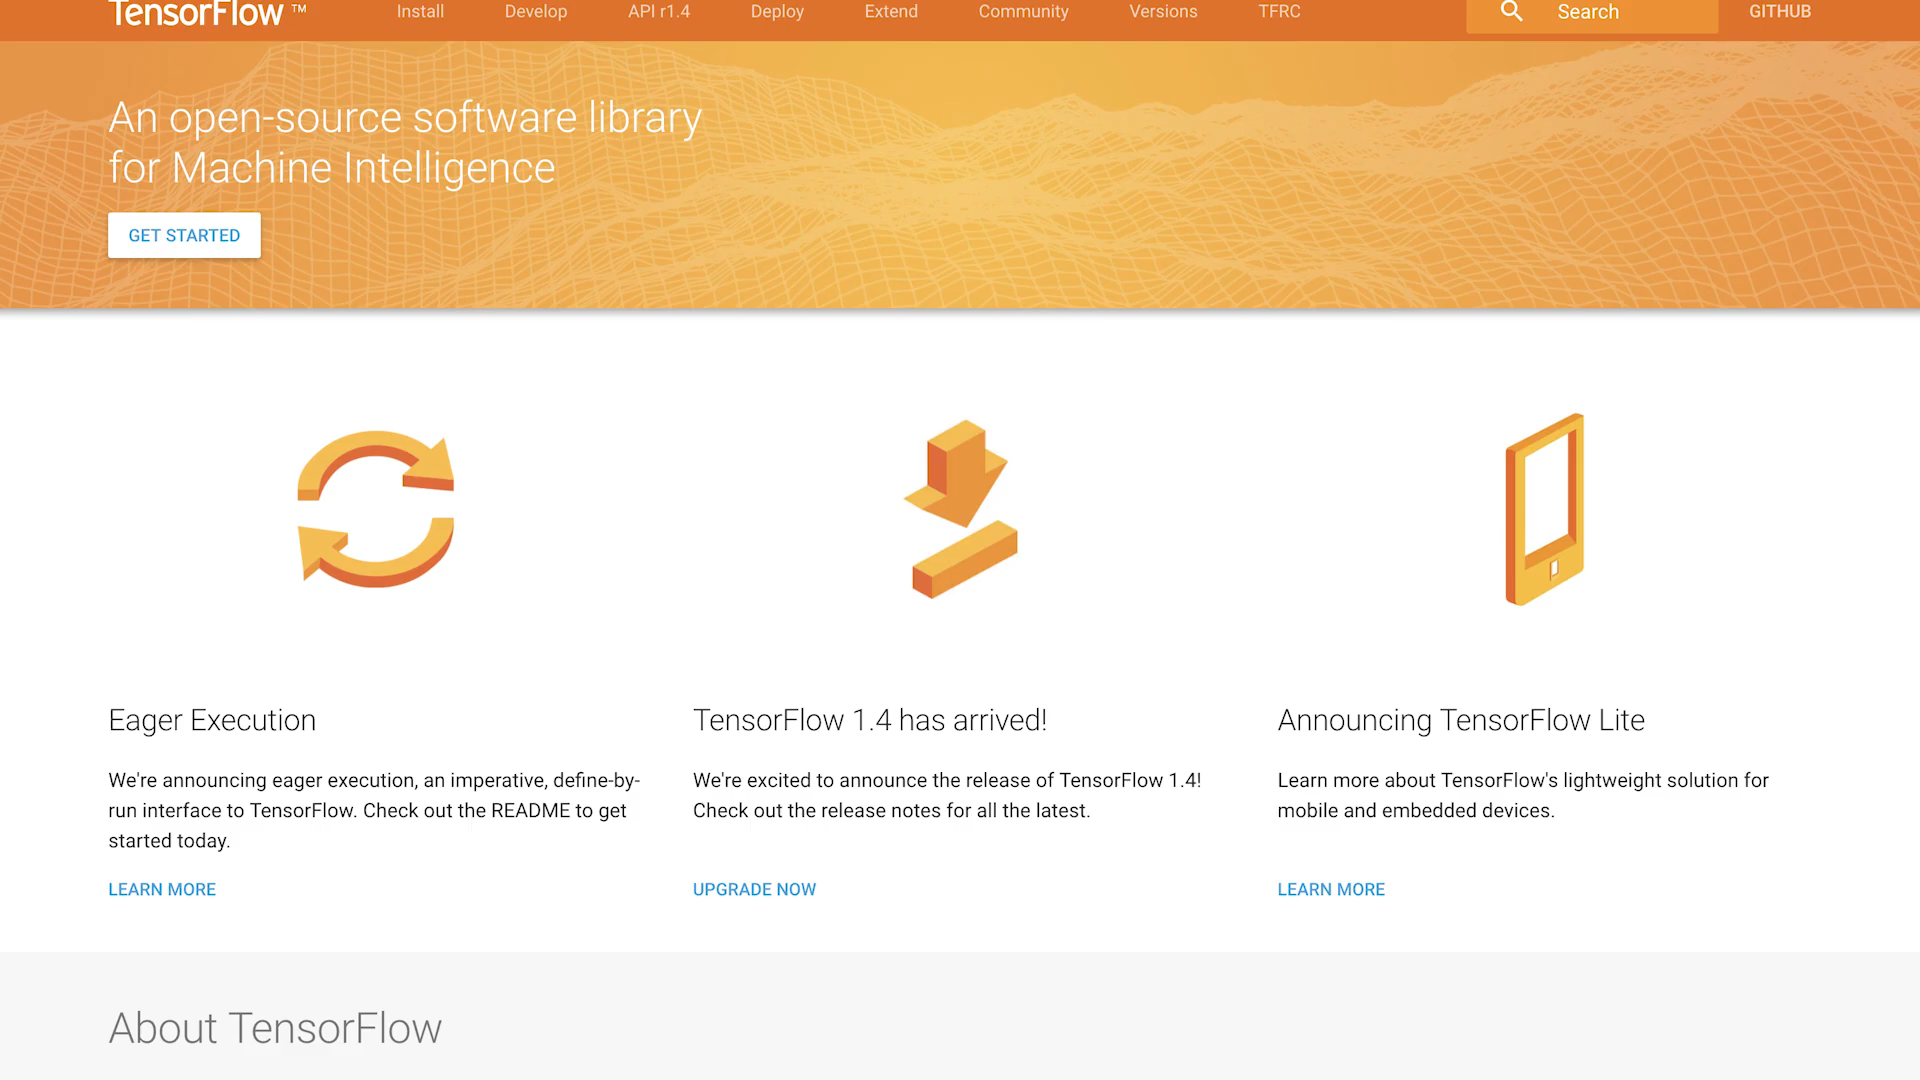 TensorFlow ™ Install Develop API r1.4 Deploy Extend Community Versions TFRC Search GITHUB
An open-source software library
for Machine Intelligence
GET STARTED
Eager Execution
We're announcing eager execution, an imperative, define-by-
run interface to TensorFlow. Check out the README to get
started today.
LEARN MORE
TensorFlow 1.4 has arrived!
We're excited to announce the release of TensorFlow 1.4!
Check out the release notes for all the latest.
UPGRADE NOW
Announcing TensorFlow Lite
Learn more about TensorFlow's lightweight solution for
mobile and embedded devices.
LEARN MORE
About TensorFlow